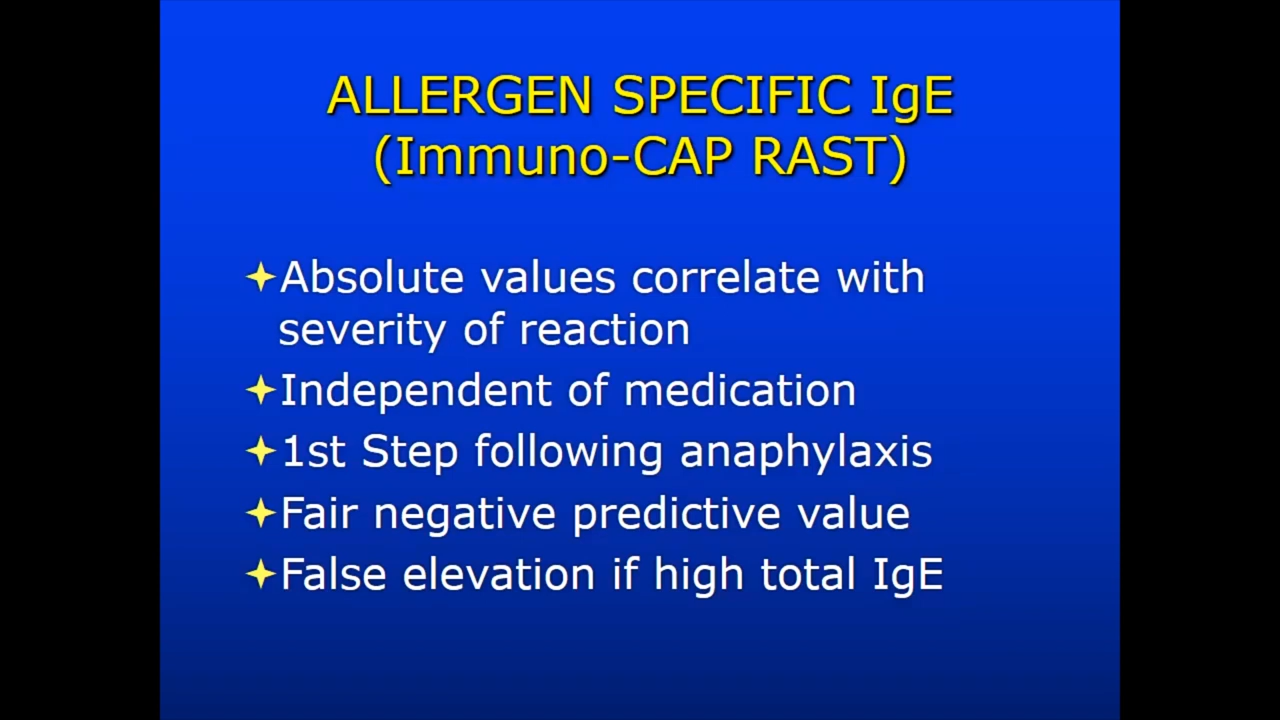 ALLERGEN SPECIFIC IgE
(Immuno-CAP RAST)
Absolute values correlate with
severity of reaction
Independent of medication
1st Step following anaphylaxis
Fair negative predictive value
False elevation if high total IgE